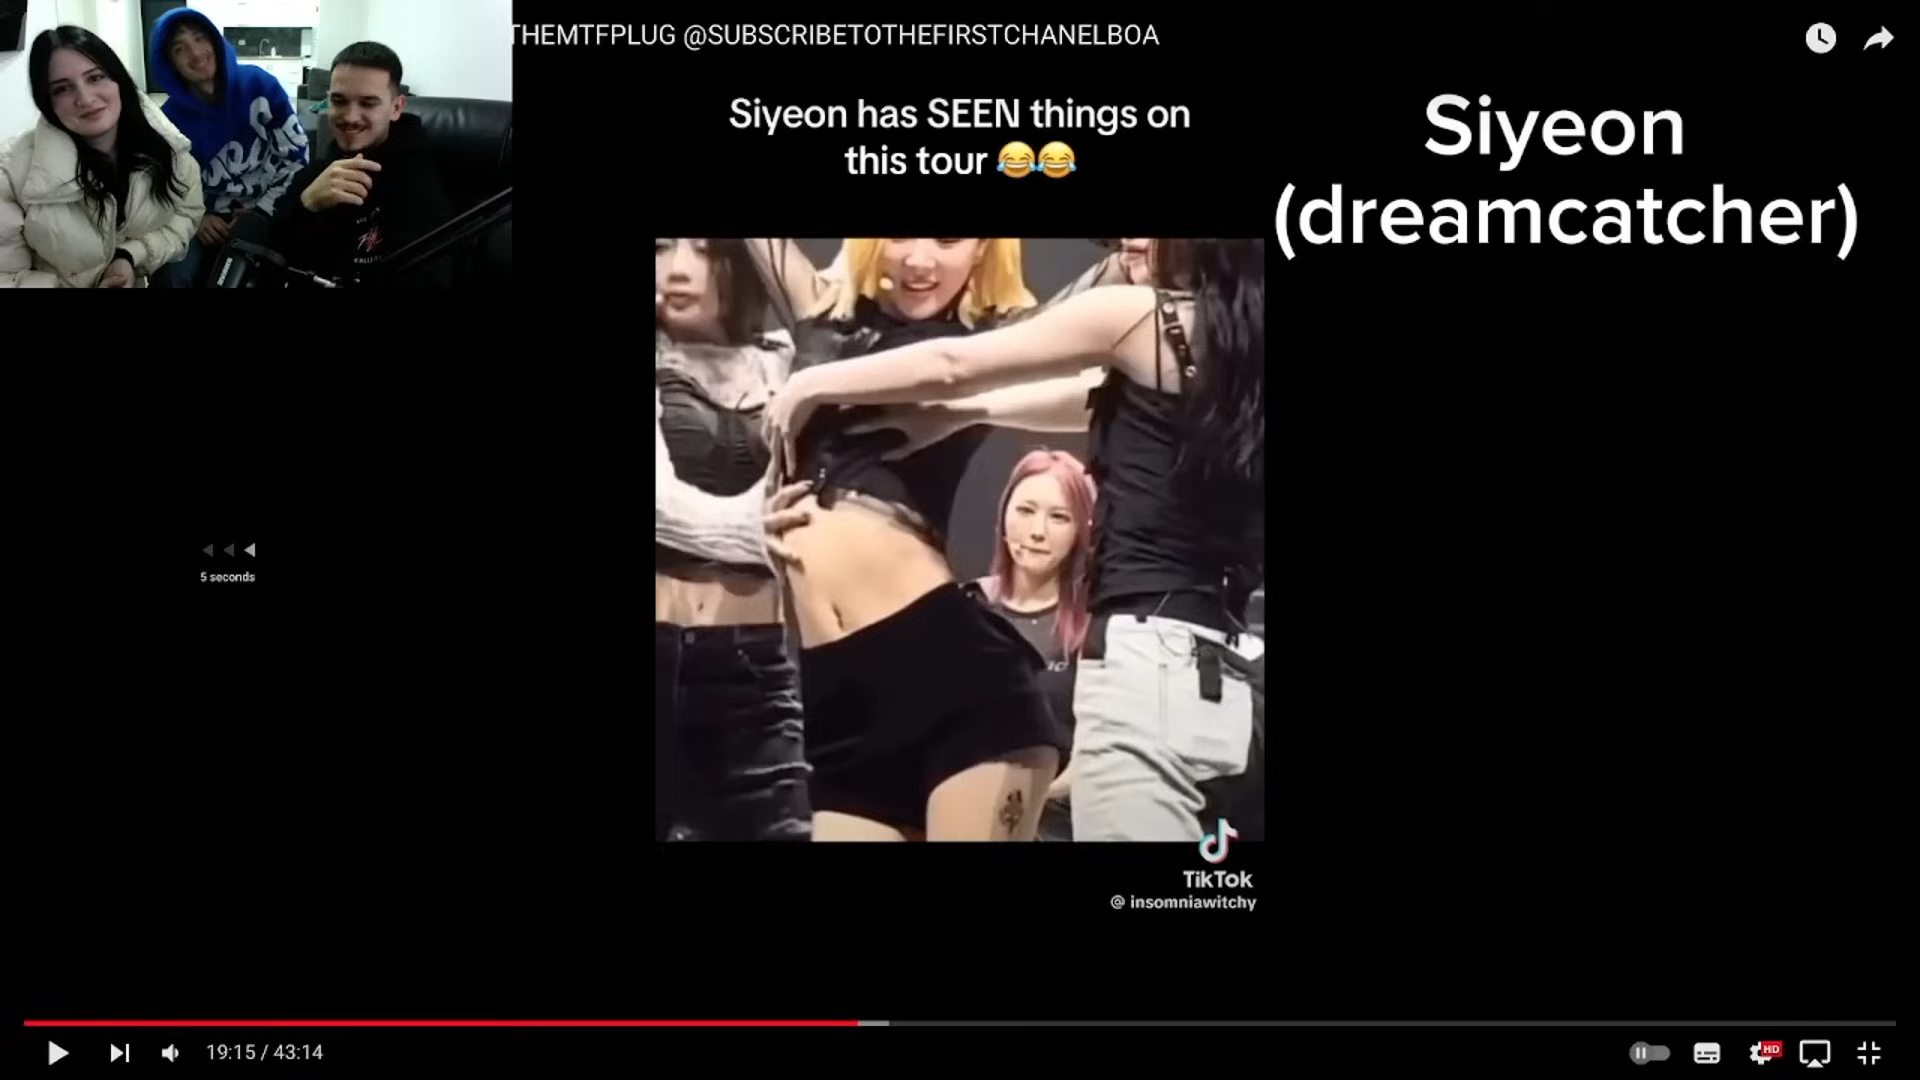 THEMTFPLUG @SUBSCRIBETOTHEFIRSTCHANELBOA
Siyeon has SEEN things on
this tour 😂😂
Siyeon
(dreamcatcher)
5 seconds
TikTok
@ insomniawitchy
19:15 / 43:14
HD